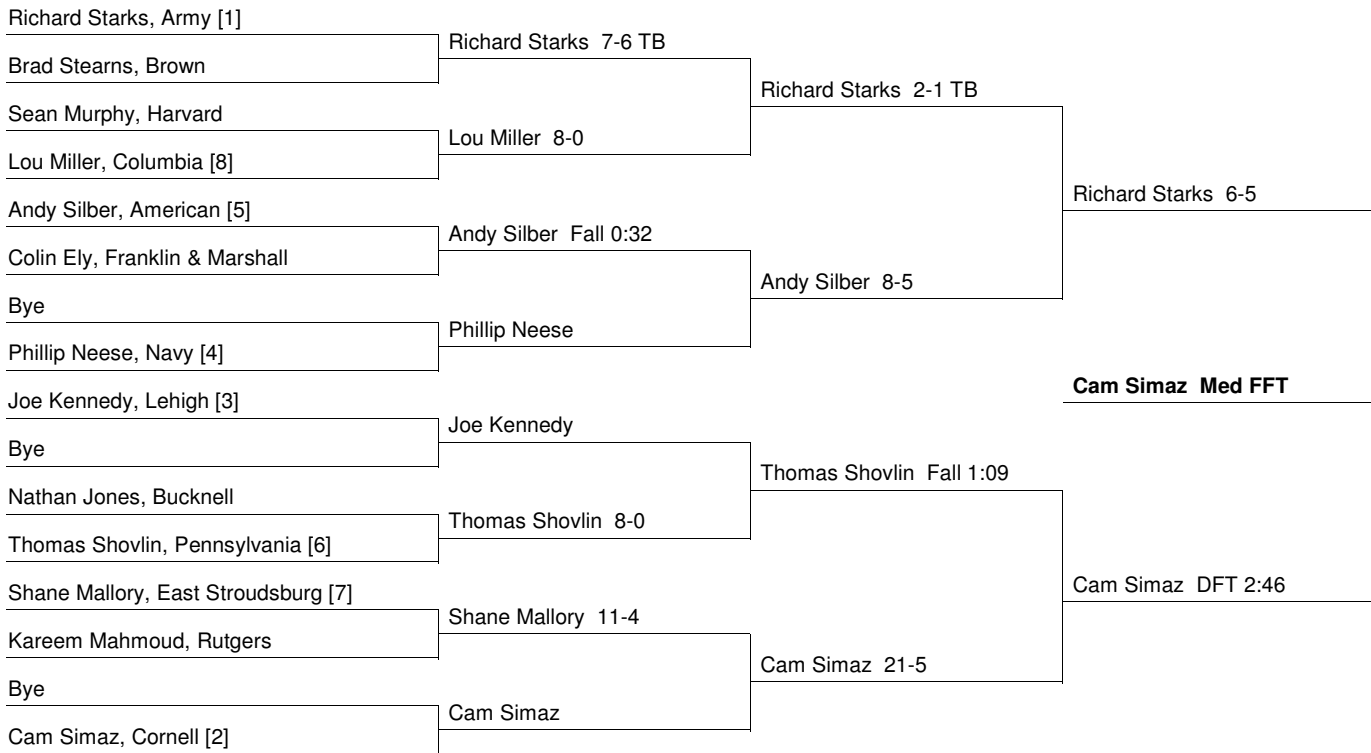 Richard Starks, Army [1]
Brad Stearns, Brown
Sean Murphy, Harvard
Lou Miller, Columbia [8]
Andy Silber, American [5]
Colin Ely, Franklin & Marshall
Bye
Phillip Neese, Navy [4]
Joe Kennedy, Lehigh [3]
Bye
Nathan Jones, Bucknell
Thomas Shovlin, Pennsylvania [6]
Shane Mallory, East Stroudsburg [7]
Kareem Mahmoud, Rutgers
Bye
Cam Simaz, Cornell [2]
Richard Starks 7-6 TB
Lou Miller 8-0
Andy Silber Fall 0:32
Phillip Neese
Joe Kennedy
Thomas Shovlin 8-0
Shane Mallory 11-4
Cam Simaz
Richard Starks 2-1 TB
Andy Silber 8-5
Thomas Shovlin Fall 1:09
Cam Simaz 21-5
Richard Starks 6-5
Cam Simaz DFT 2:46
Cam Simaz Med FFT